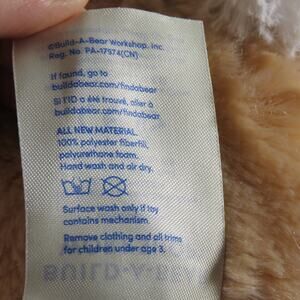 ©Build-A-Bear Workshop, Inc.
Reg. No. PA-17574(CN)
If found, go to
buildabear.com/findabear
Si l'ID a été trouvé, aller à
buildabear.com/findabear
ALL NEW MATERIAL
100% polyester fiberfill,
polyurethane foam.
Hand wash and air dry.
Surface wash only if toy
contains mechanism.
Remove clothing and all trims
for children under age 3.